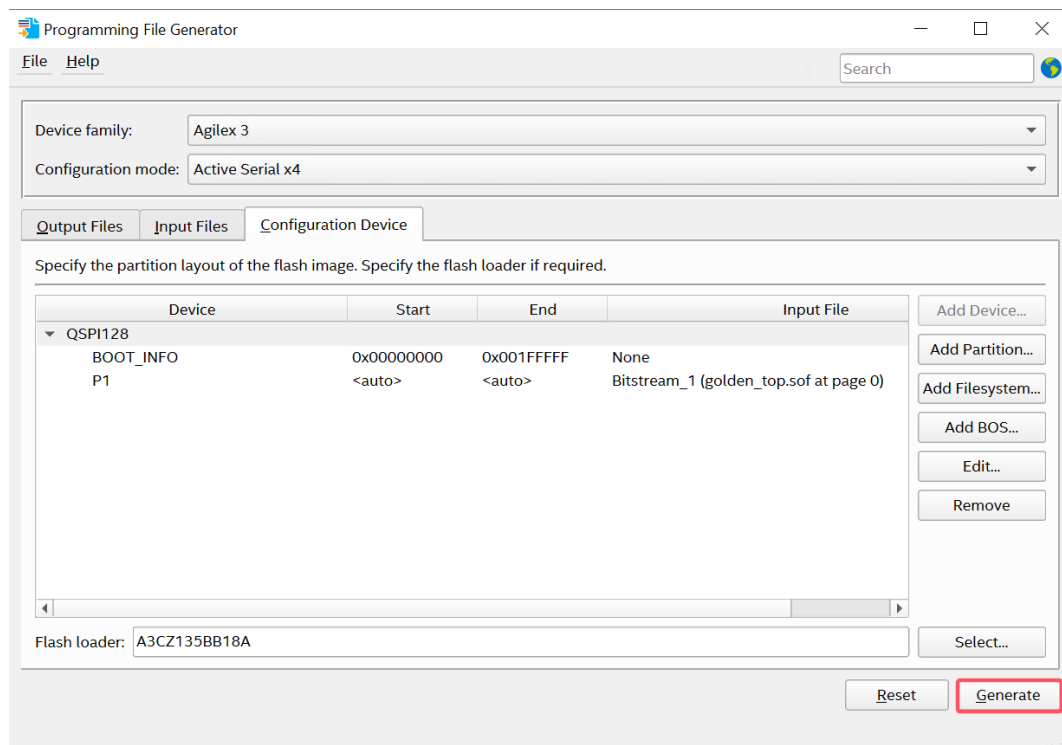 Programming File Generator
File Help
Search
Device family: Agilex 3
Configuration mode: Active Serial x4
Output Files Input Files Configuration Device
Specify the partition layout of the flash image. Specify the flash loader if required.
Device Start End Input File
QSPI128
BOOT_INFO 0x00000000 0x001FFFFF None
P1 <auto> <auto> Bitstream_1 (golden_top.sof at page 0)
Add Device...
Add Partition...
Add Filesystem...
Add BOS...
Edit...
Remove
Flash loader: A3CZ135BB18A Select...
Reset Generate